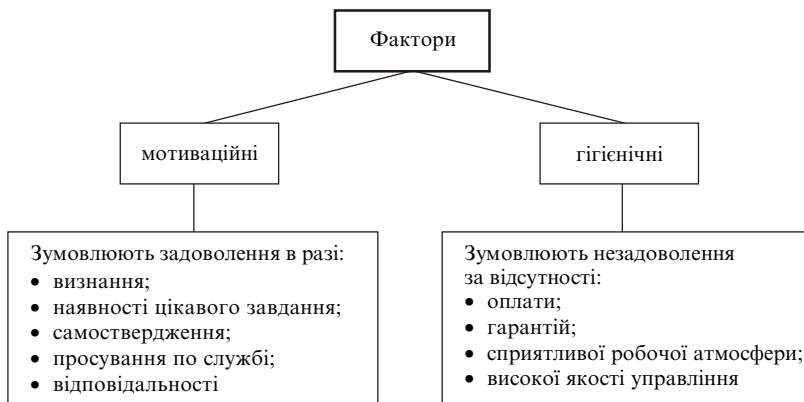 Фактори
мотиваційні
гігієнічні
Зумовлюють задоволення в разі:
• визнання;
• наявності цікавого завдання;
• самоствердження;
• просування по службі;
• відповідальності
Зумовлюють незадоволення
за відсутності:
• оплати;
• гарантій;
• сприятливої робочої атмосфери;
• високої якості управління